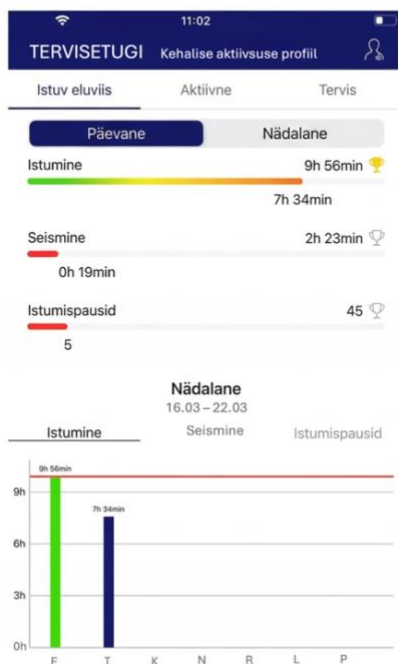 11:02
TERVISETUGI Kehalise aktiivsuse profiil
Istuv eluviis Aktiivne Tervis
Päevane Nädalane
Istumine 9h 56min
7h 34min
Seismine 2h 23min
0h 19min
Istumispausid 45
5
Nädalane
16.03 – 22.03
Istumine Seismine Istumispausid
9h 56min
9h
7h 34min
6h
3h
0h
E T K N R L P